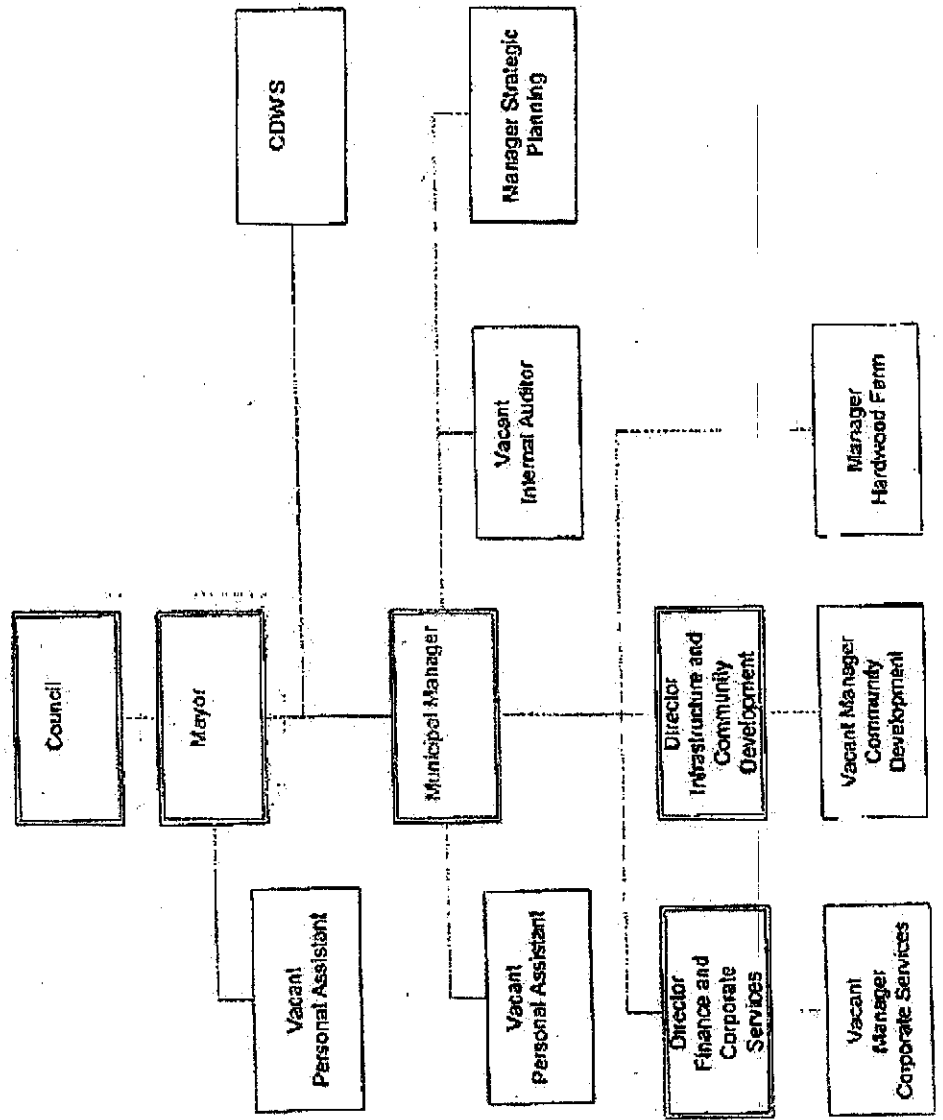 Council
Mayor
CDWS
Vacant
Personal Assistant
Municipal Manager
Vacant
Personal Assistant
Vacant
Internal Auditor
Manager Strategic
Planning
Director
Finance and
Corporate
Services
Director
Infrastructure and
Community
Development
Vacant
Manager
Corporate Services
Vacant Manager
Community
Development
Manager
Hardwood Farm